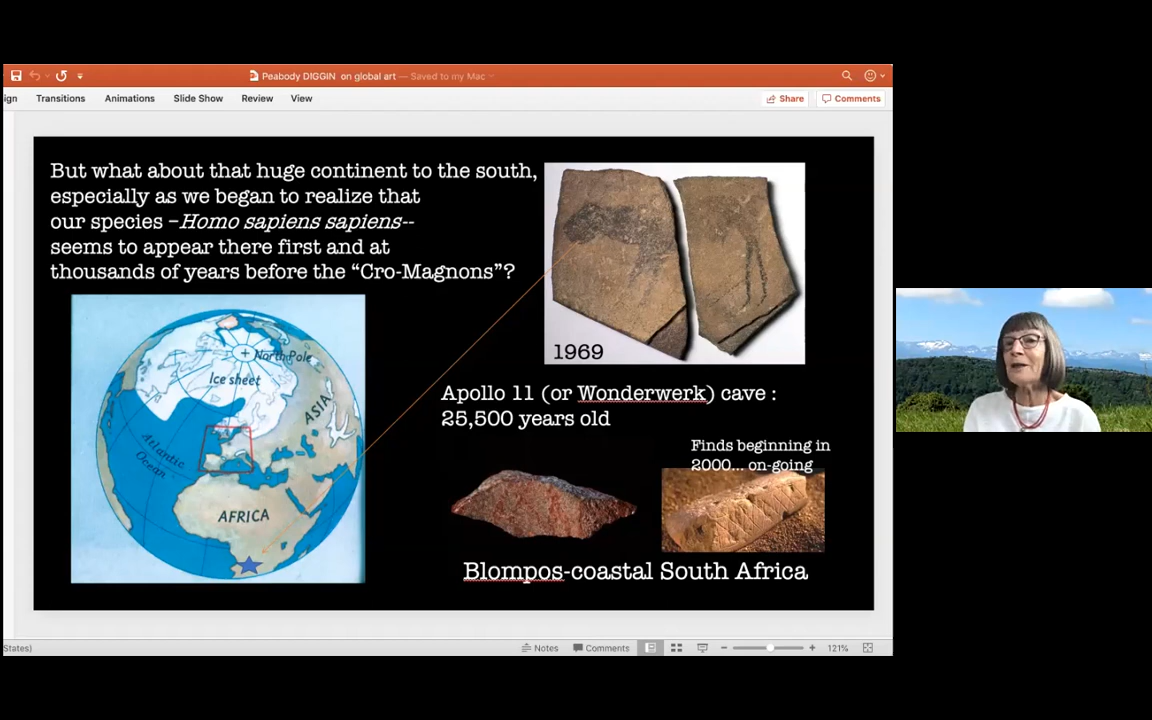 Peabody DIGGIN on global art — Saved to my Mac
ign Transitions Animations Slide Show Review View Share Comments
But what about that huge continent to the south,
especially as we began to realize that
our species –Homo sapiens sapiens--
seems to appear there first and at
thousands of years before the “Cro-Magnons”?
North Pole
Ice sheet
ASIA
Atlantic
Ocean
AFRICA
1969
Apollo 11 (or Wonderwerk) cave :
25,500 years old
Finds beginning in
2000... on-going
Blompos-coastal South Africa
States) Notes Comments 121%